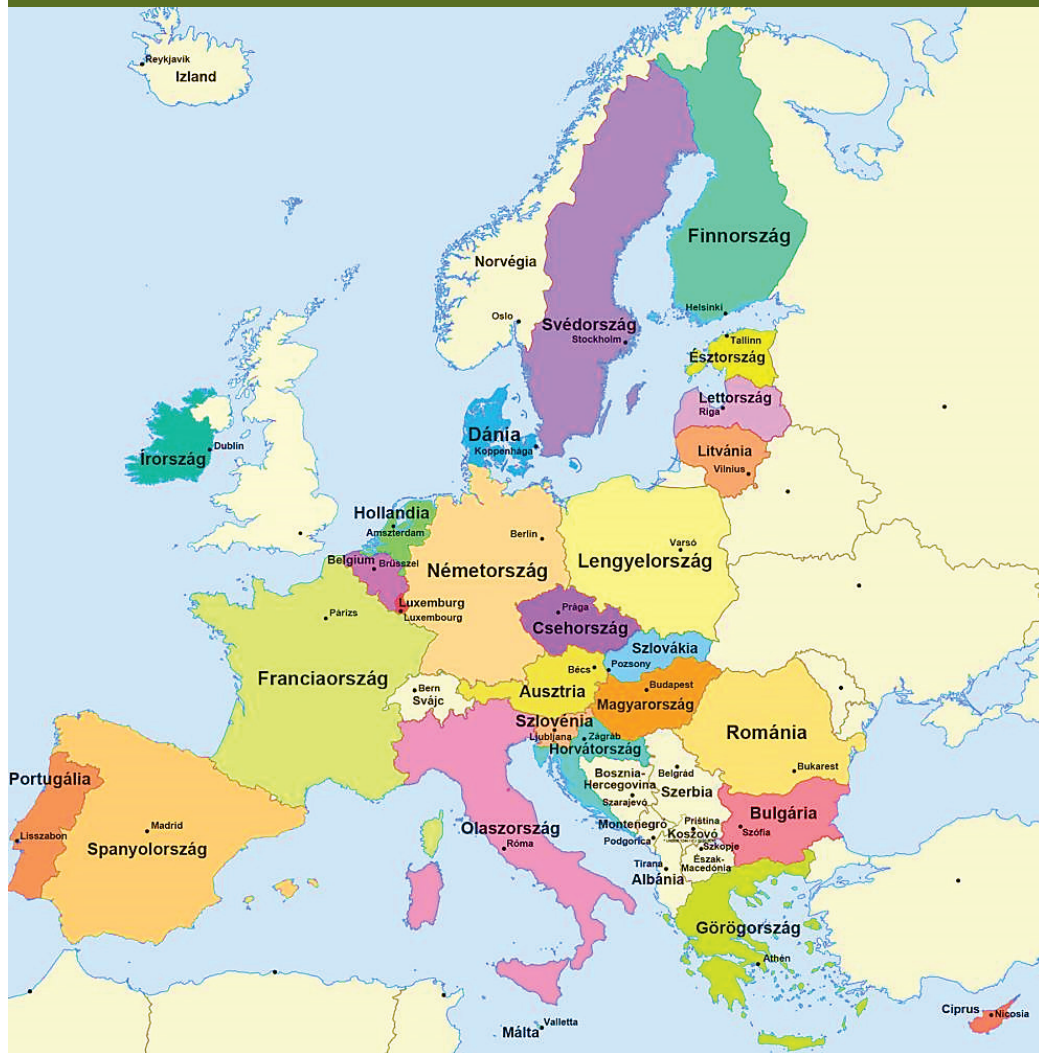 Reykjavik
Izland
Finnország
Norvégia
Helsinki
Oslo
Svédország
Stockholm
Tallinn
Észtország
Lettország
Riga
Dánia
Koppenhága
Dublin
Írország
Litvánia
Vilnius
Hollandia
Amszterdam
Berlin
Varsó
Belgium
Brüsszel
Németország
Lengyelország
Luxemburg
Luxembourg
Párizs
Prága
Csehország
Szlovákia
Franciaország
Bécs
Pozsony
Bern
Svájc
Ausztria
Budapest
Magyarország
Szlovénia
Ljubljana
Zágráb
Horvátország
Románia
Bukarest
Bosznia-
Hercegovina
Szarajevó
Belgrád
Szerbia
Portugália
Lisszabon
Madrid
Spanyolország
Olaszország
Róma
Montenegró
Podgorica
Priština
Koszovó
Szkopje
Észak-
Macedónia
Bulgária
Szófia
Tirana
Albánia
Görögország
Athén
Málta
Valletta
Ciprus
Nicosia